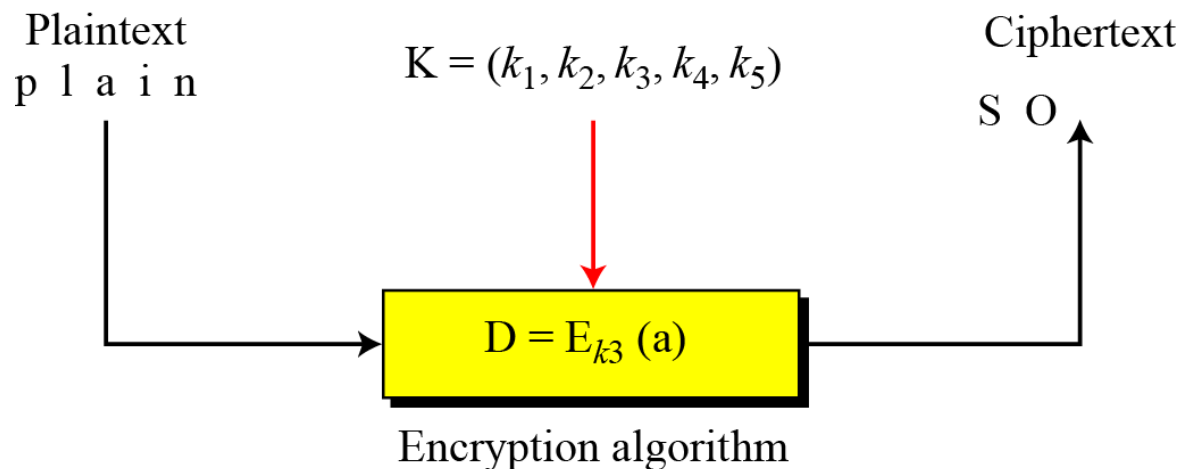 Plaintext
p l a i n
K = (k₁, k₂, k₃, k₄, k₅)
Ciphertext
S O
D = Eₖ₃ (a)
Encryption algorithm